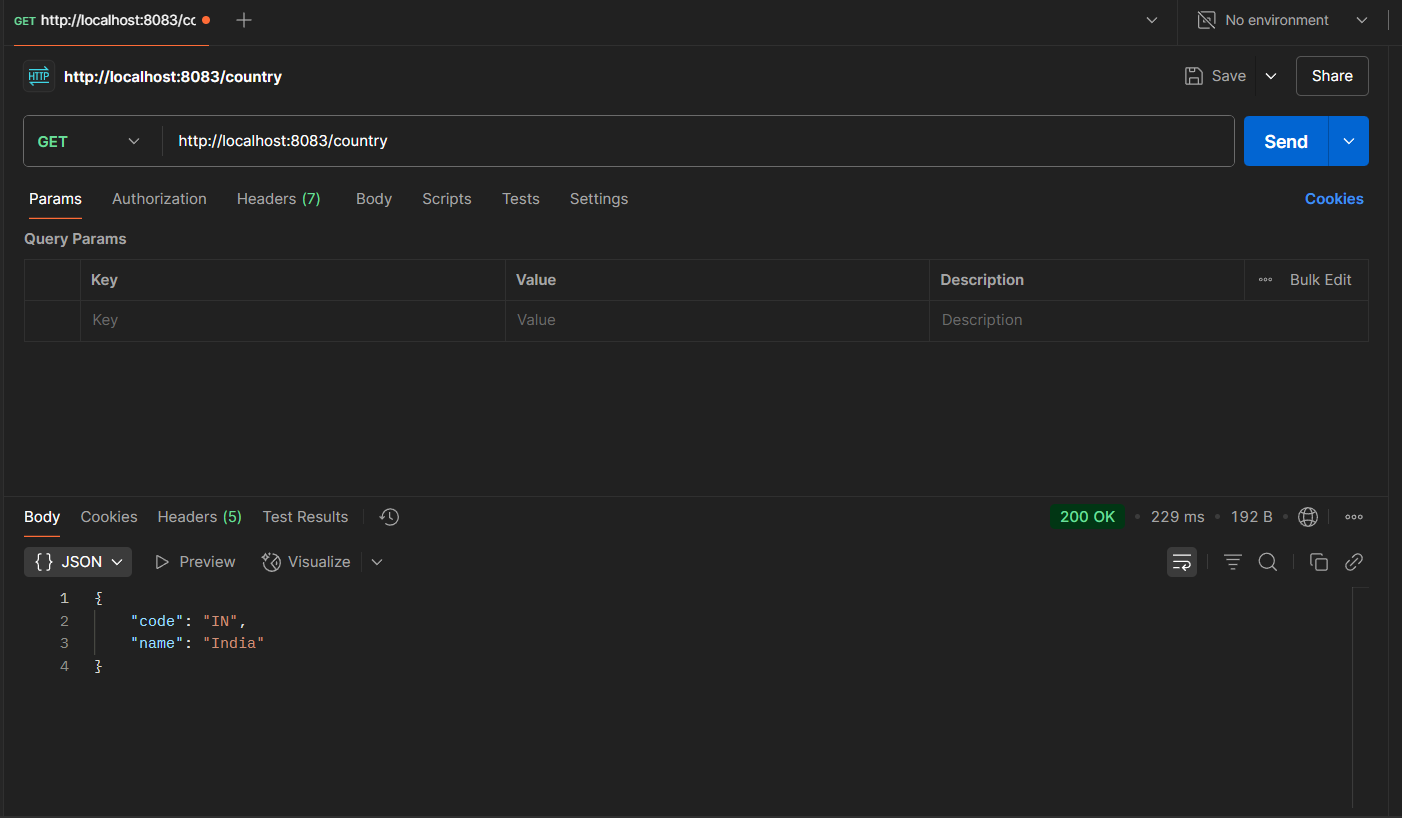 GET http://localhost:8083/cc
No environment
HTTP http://localhost:8083/country
Save
Share
GET http://localhost:8083/country
Send
Params Authorization Headers (7) Body Scripts Tests Settings Cookies
Query Params
Key Value Description Bulk Edit
Key Value Description
Body Cookies Headers (5) Test Results 200 OK • 229 ms • 192 B •
{} JSON Preview Visualize
1 {
2 "code": "IN",
3 "name": "India"
4 }